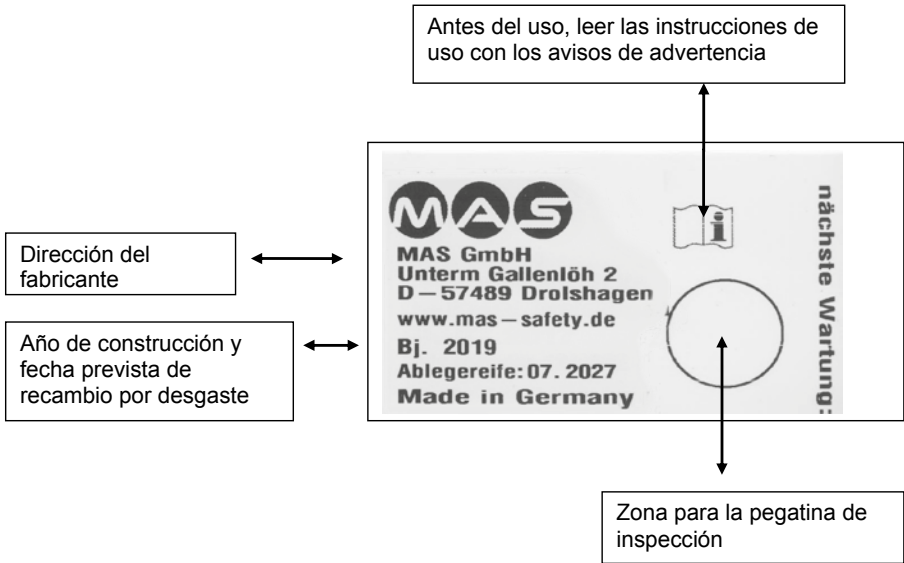 Antes del uso, leer las instrucciones de
uso con los avisos de advertencia
Dirección del
fabricante
Año de construcción y
fecha prevista de
recambio por desgaste
MAS
MAS GmbH
Unterm Gallenlöh 2
D – 57489 Drolshagen
www.mas – safety.de
Bj. 2019
Ablegereife: 07. 2027
Made in Germany
i
nächste Wartung:
Zona para la pegatina de
inspección